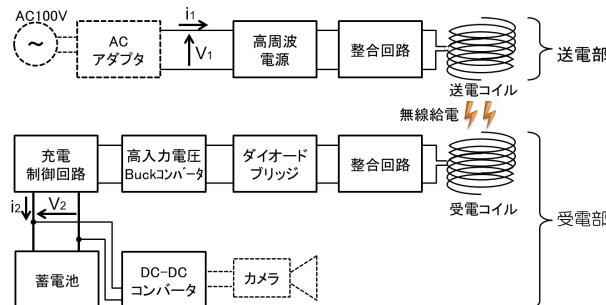 AC100V
~
AC
アダプタ
i1
V1
高周波
電源
整合回路
送電コイル
送電部
無線給電
充電
制御回路
高入力電圧
Buckコンバータ
ダイオード
ブリッジ
整合回路
受電コイル
受電部
i2
V2
蓄電池
DC-DC
コンバータ
カメラ